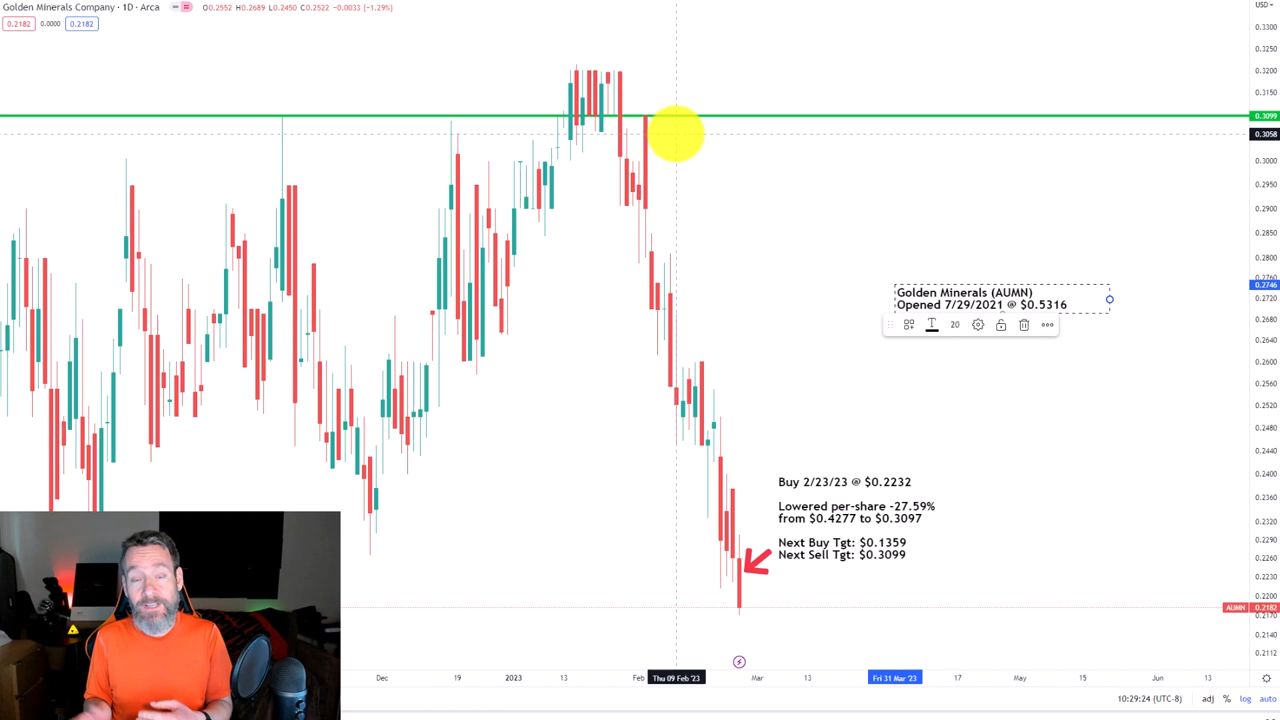 Golden Minerals Company · 1D · Arca O0.2552 H0.2689 L0.2450 C0.2522 −0.0033 (−1.29%)
USD
0.2182 0.0000 0.2182
0.3300
0.3250
0.3200
0.3150
0.3099
0.3058
0.3000
0.2950
0.2900
0.2850
0.2800
0.2760
0.2746
0.2720
0.2680
0.2640
0.2600
0.2560
0.2520
0.2480
0.2440
0.2400
0.2360
0.2320
0.2290
0.2260
0.2230
0.2200
AUMN 0.2182
0.2170
0.2140
0.2112
Golden Minerals (AUMN)
Opened 7/29/2021 @ $0.5316
T 20
Buy 2/23/23 @ $0.2232
Lowered per-share -27.59%
from $0.4277 to $0.3097
Next Buy Tgt: $0.1359
Next Sell Tgt: $0.3099
Dec 19 2023 13 Feb Thu 09 Feb '23 Mar 13 Fri 31 Mar '23 17 May 15 Jun 13
10:29:24 (UTC-8) adj % log auto